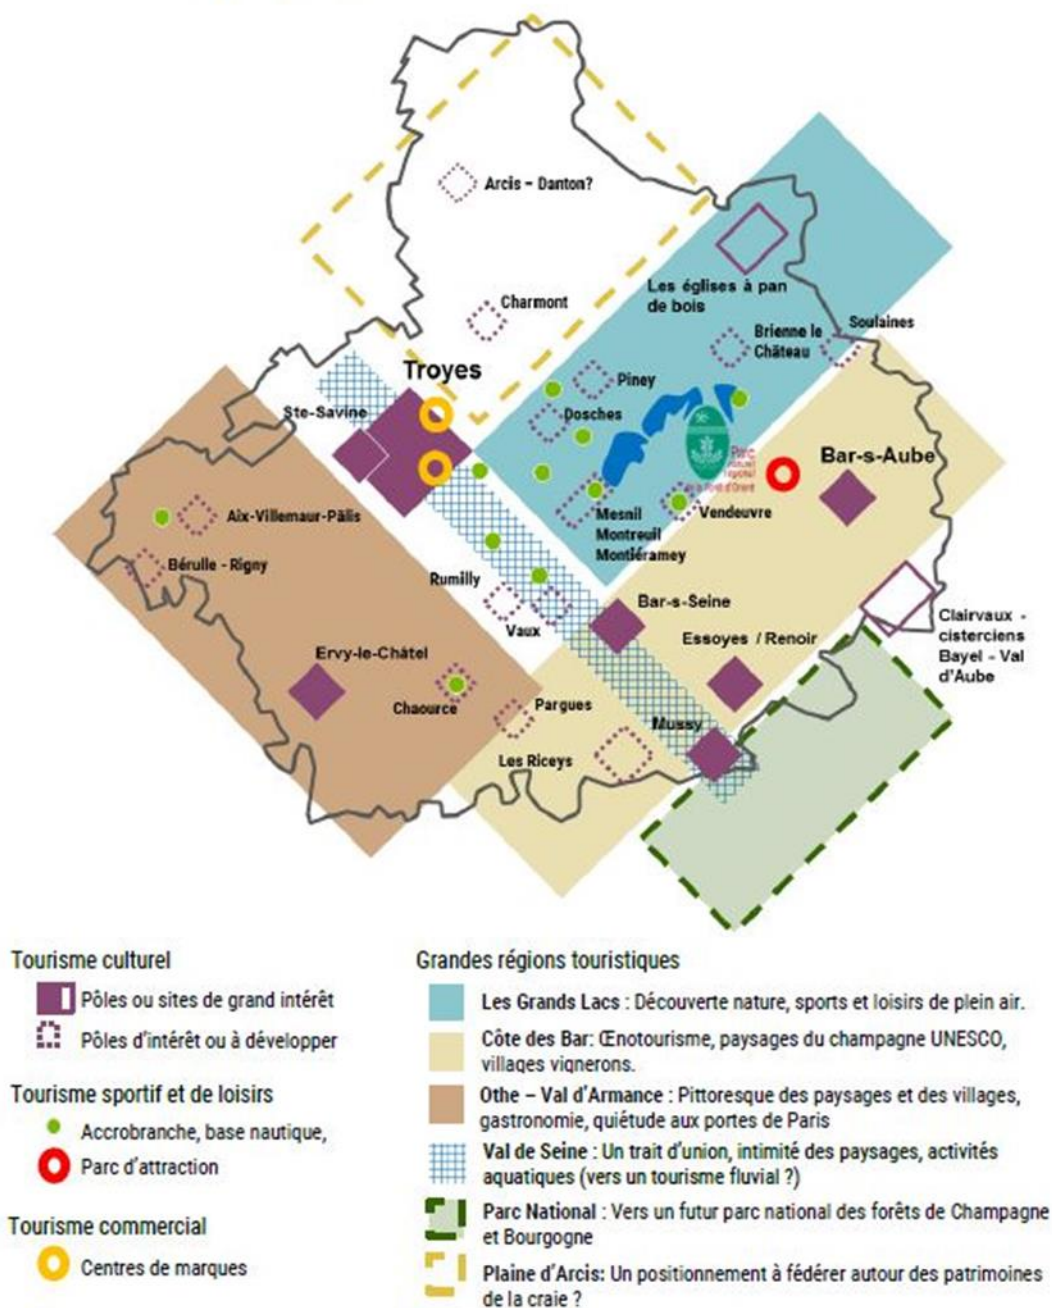 Arcis – Danton?
Charmont
Les églises à pan
de bois
Soulaines
Brienne le
Château
Troyes
Piney
Ste-Savine
Dosches
Parc
Bar-s-Aube
Aix-Villemaur-Pâlis
Mesnil
Montreuil
Montiéramey
Vendeuvre
Bérulle - Rigny
Rumilly
Bar-s-Seine
Vaux
Essoyes / Renoir
Clairvaux -
cisterciens
Bayel - Val
d'Aube
Ervy-le-Châtel
Chaource
Pargues
Mussy
Les Riceys
Tourisme culturel
Pôles ou sites de grand intérêt
Pôles d'intérêt ou à développer
Tourisme sportif et de loisirs
Accrobranche, base nautique,
Parc d'attraction
Tourisme commercial
Centres de marques
Grandes régions touristiques
Les Grands Lacs : Découverte nature, sports et loisirs de plein air.
Côte des Bar: Œnotourisme, paysages du champagne UNESCO,
villages vignerons.
Othe – Val d'Armance : Pittoresque des paysages et des villages,
gastronomie, quiétude aux portes de Paris
Val de Seine : Un trait d'union, intimité des paysages, activités
aquatiques (vers un tourisme fluvial ?)
Parc National : Vers un futur parc national des forêts de Champagne
et Bourgogne
Plaine d'Arcis: Un positionnement à fédérer autour des patrimoines
de la craie ?